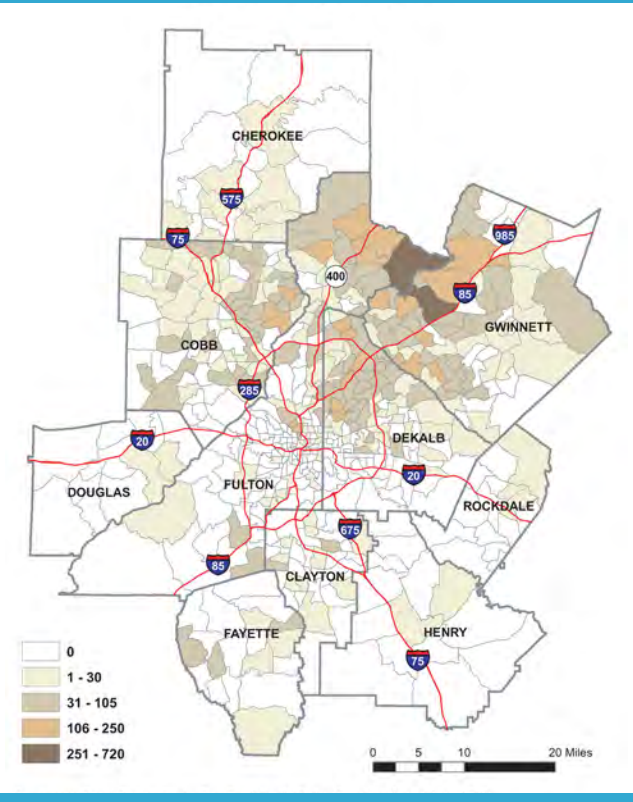 CHEROKEE
575
75
985
400
85
GWINNETT
COBB
285
20
DEKALB
DOUGLAS
FULTON
20
ROCKDALE
675
85
CLAYTON
FAYETTE
HENRY
75
0
1 - 30
31 - 105
106 - 250
251 - 720
0 5 10 20 Miles